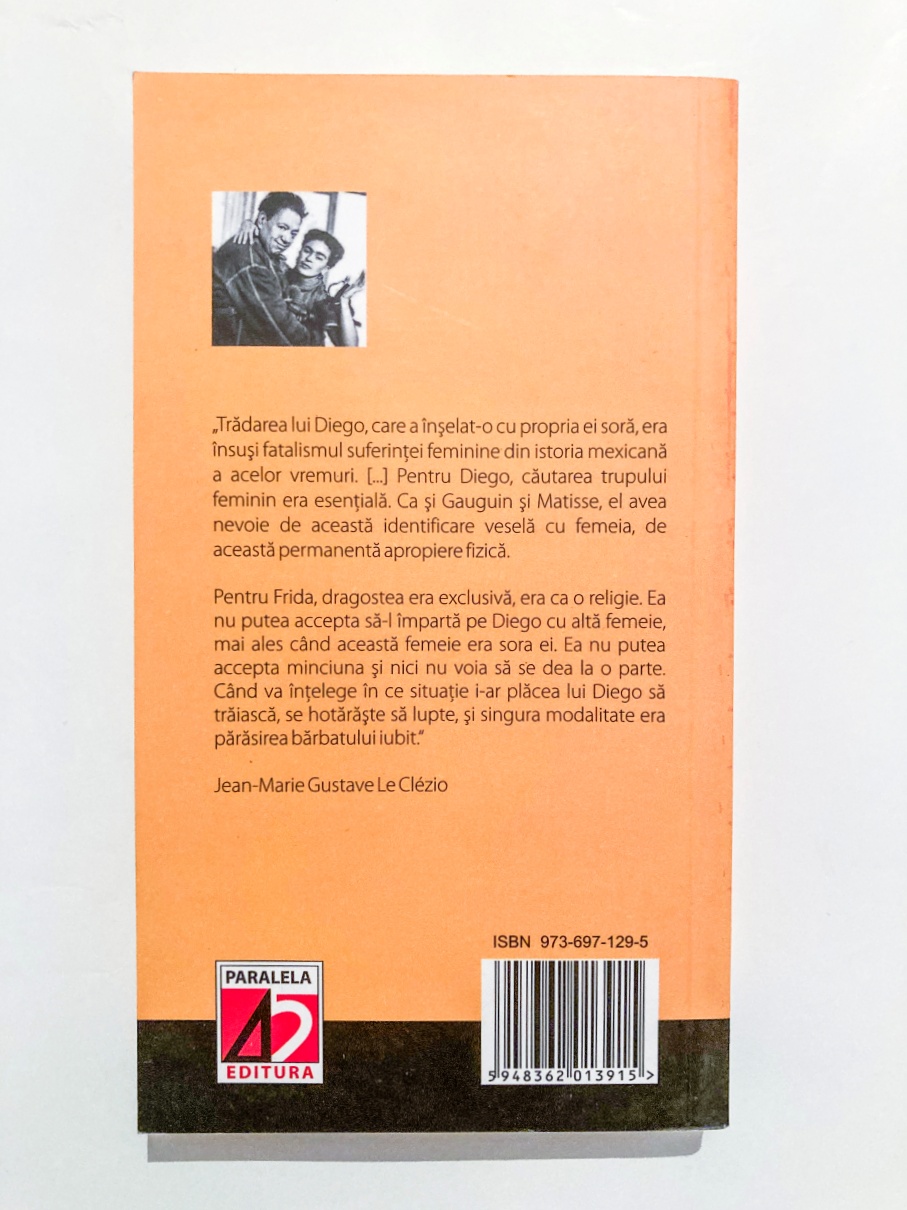 „Trădarea lui Diego, care a înşelat-o cu propria ei soră, era
însuşi fatalismul suferinţei feminine din istoria mexicană
a acelor vremuri. [...] Pentru Diego, căutarea trupului
feminin era esenţială. Ca şi Gauguin şi Matisse, el avea
nevoie de această identificare veselă cu femeia, de
această permanentă apropiere fizică.
Pentru Frida, dragostea era exclusivă, era ca o religie. Ea
nu putea accepta să-l împartă pe Diego cu altă femeie,
mai ales când această femeie era sora ei. Ea nu putea
accepta minciuna şi nici nu voia să se dea la o parte.
Când va înţelege în ce situaţie i-ar plăcea lui Diego să
trăiască, se hotărăşte să lupte, şi singura modalitate era
părăsirea bărbatului iubit.“
Jean-Marie Gustave Le Clézio
ISBN 973-697-129-5
PARALELA
45
EDITURA
5 948362 013915 >